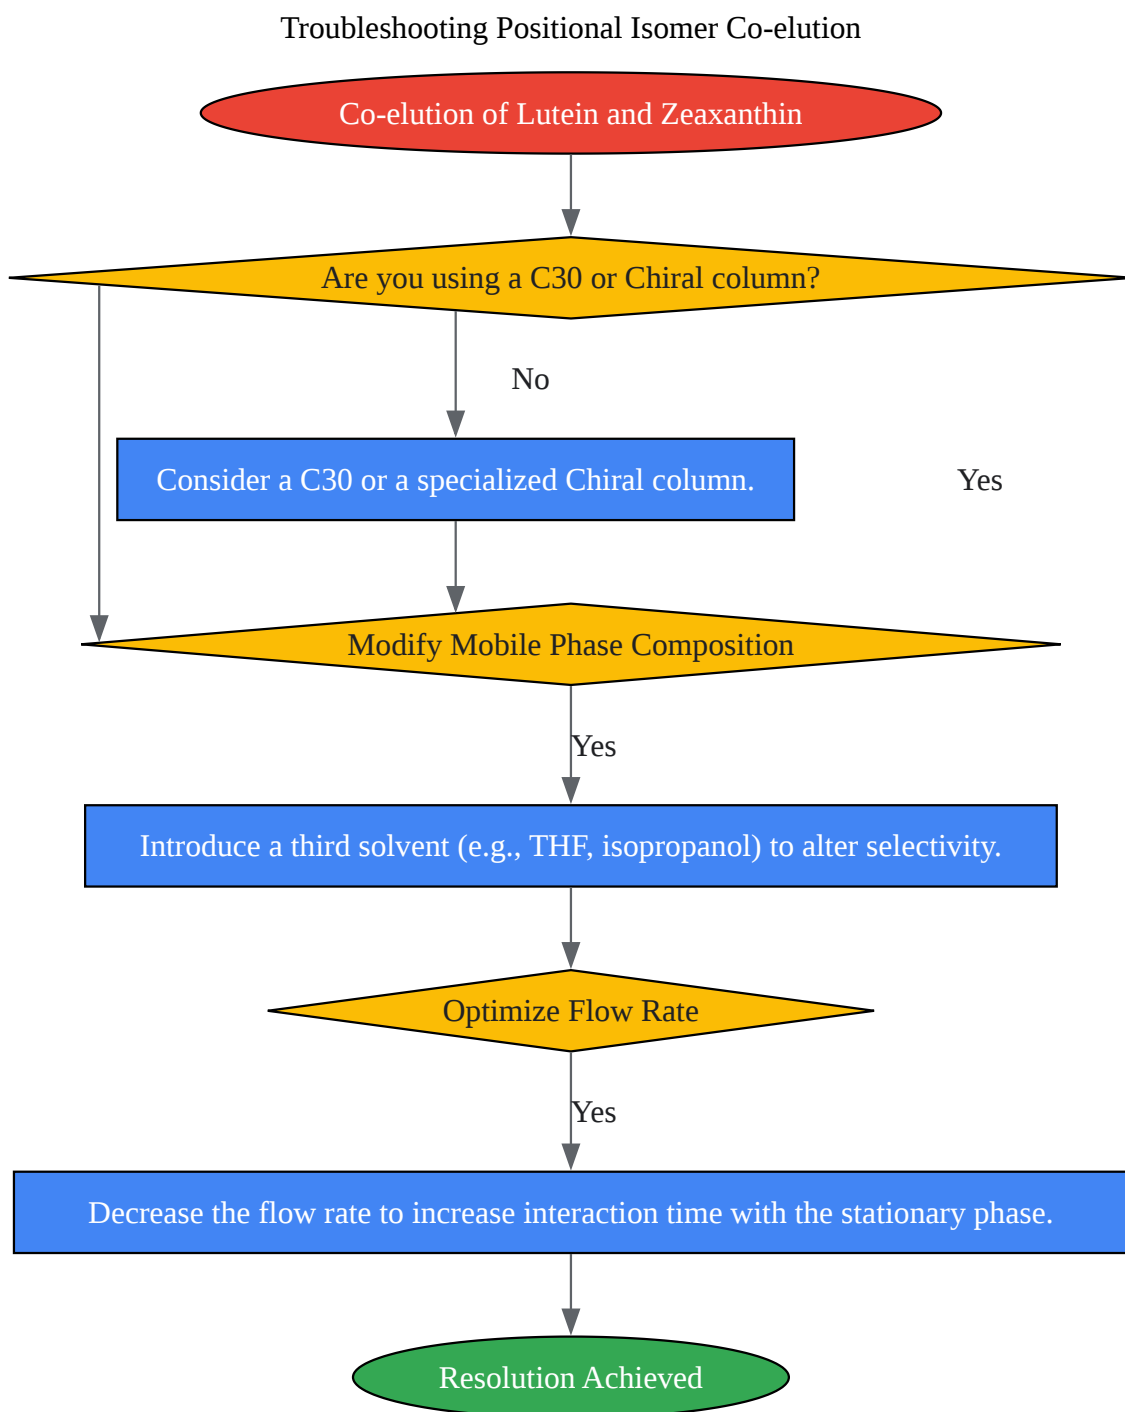 Troubleshooting Positional Isomer Co-elution
Co-elution of Lutein and Zeaxanthin
Are you using a C30 or Chiral column?
No
Consider a C30 or a specialized Chiral column.
Yes
Modify Mobile Phase Composition
Yes
Introduce a third solvent (e.g., THF, isopropanol) to alter selectivity.
Optimize Flow Rate
Yes
Decrease the flow rate to increase interaction time with the stationary phase.
Resolution Achieved